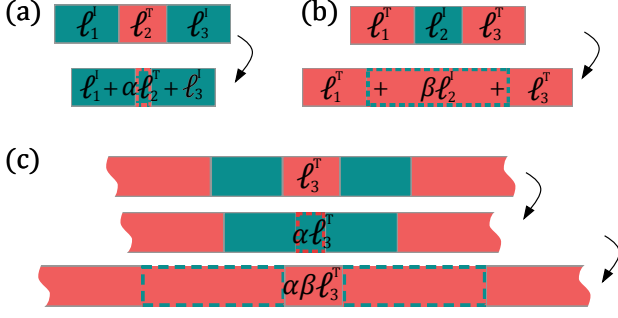 (a) ℓ₁ᴵ ℓ₂ᵀ ℓ₃ᴵ
ℓ₁ᴵ + αℓ₂ᵀ + ℓ₃ᴵ
(b) ℓ₁ᵀ ℓ₂ᴵ ℓ₃ᵀ
ℓ₁ᵀ + βℓ₂ᴵ + ℓ₃ᵀ
(c) ℓ₃ᵀ
αℓ₃ᵀ
αβℓ₃ᵀ